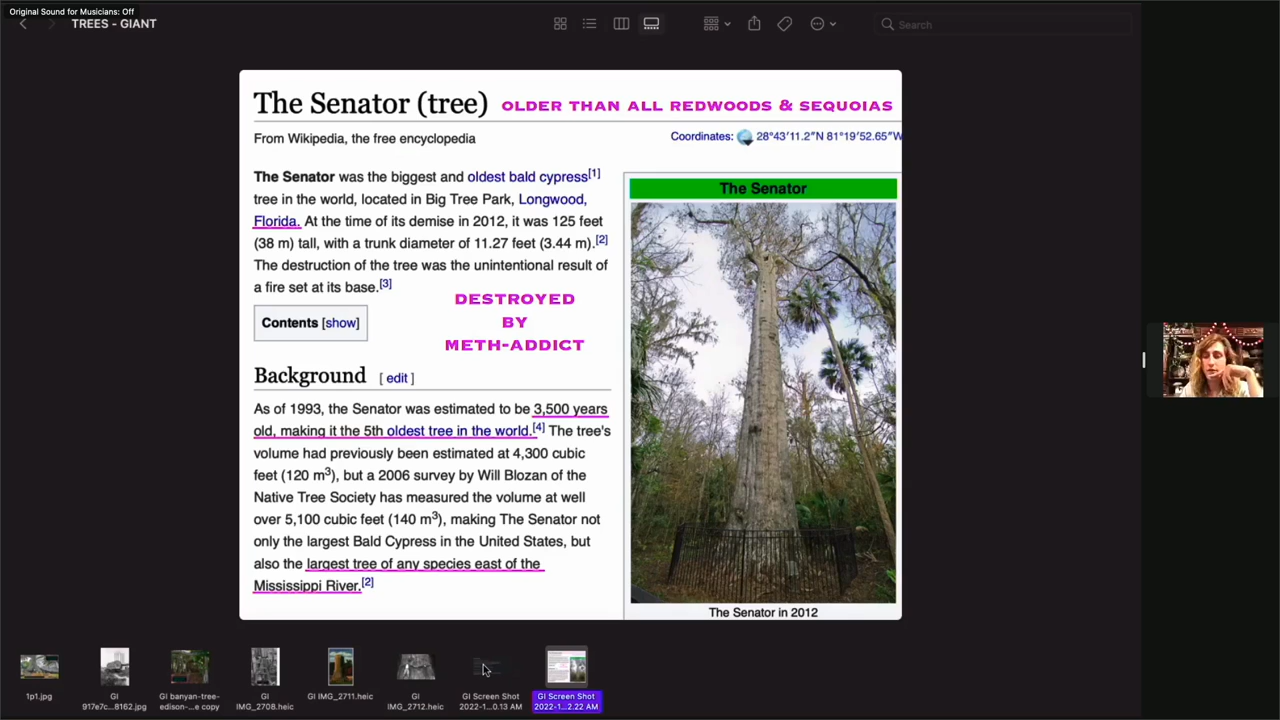 Original Sound for Musicians: Off
TREES - GIANT
Search
The Senator (tree) OLDER THAN ALL REDWOODS & SEQUOIAS
From Wikipedia, the free encyclopedia
Coordinates: 28°43′11.2″N 81°19′52.65″W
The Senator was the biggest and oldest bald cypress[1]
tree in the world, located in Big Tree Park, Longwood,
Florida. At the time of its demise in 2012, it was 125 feet
(38 m) tall, with a trunk diameter of 11.27 feet (3.44 m).[2]
The destruction of the tree was the unintentional result of
a fire set at its base.[3]
DESTROYED
BY
METH-ADDICT
Contents [show]
Background [ edit ]
As of 1993, the Senator was estimated to be 3,500 years
old, making it the 5th oldest tree in the world.[4] The tree's
volume had previously been estimated at 4,300 cubic
feet (120 m3), but a 2006 survey by Will Blozan of the
Native Tree Society has measured the volume at well
over 5,100 cubic feet (140 m3), making The Senator not
only the largest Bald Cypress in the United States, but
also the largest tree of any species east of the
Mississippi River.[2]
The Senator
The Senator in 2012
1p1.jpg
GI
917e7c...8162.jpg
GI banyan-tree-
edison-...e copy
GI
IMG_2708.heic
GI IMG_2711.heic
GI
IMG_2712.heic
GI Screen Shot
2022-1...0.13 AM
GI Screen Shot
2022-1...2.22 AM